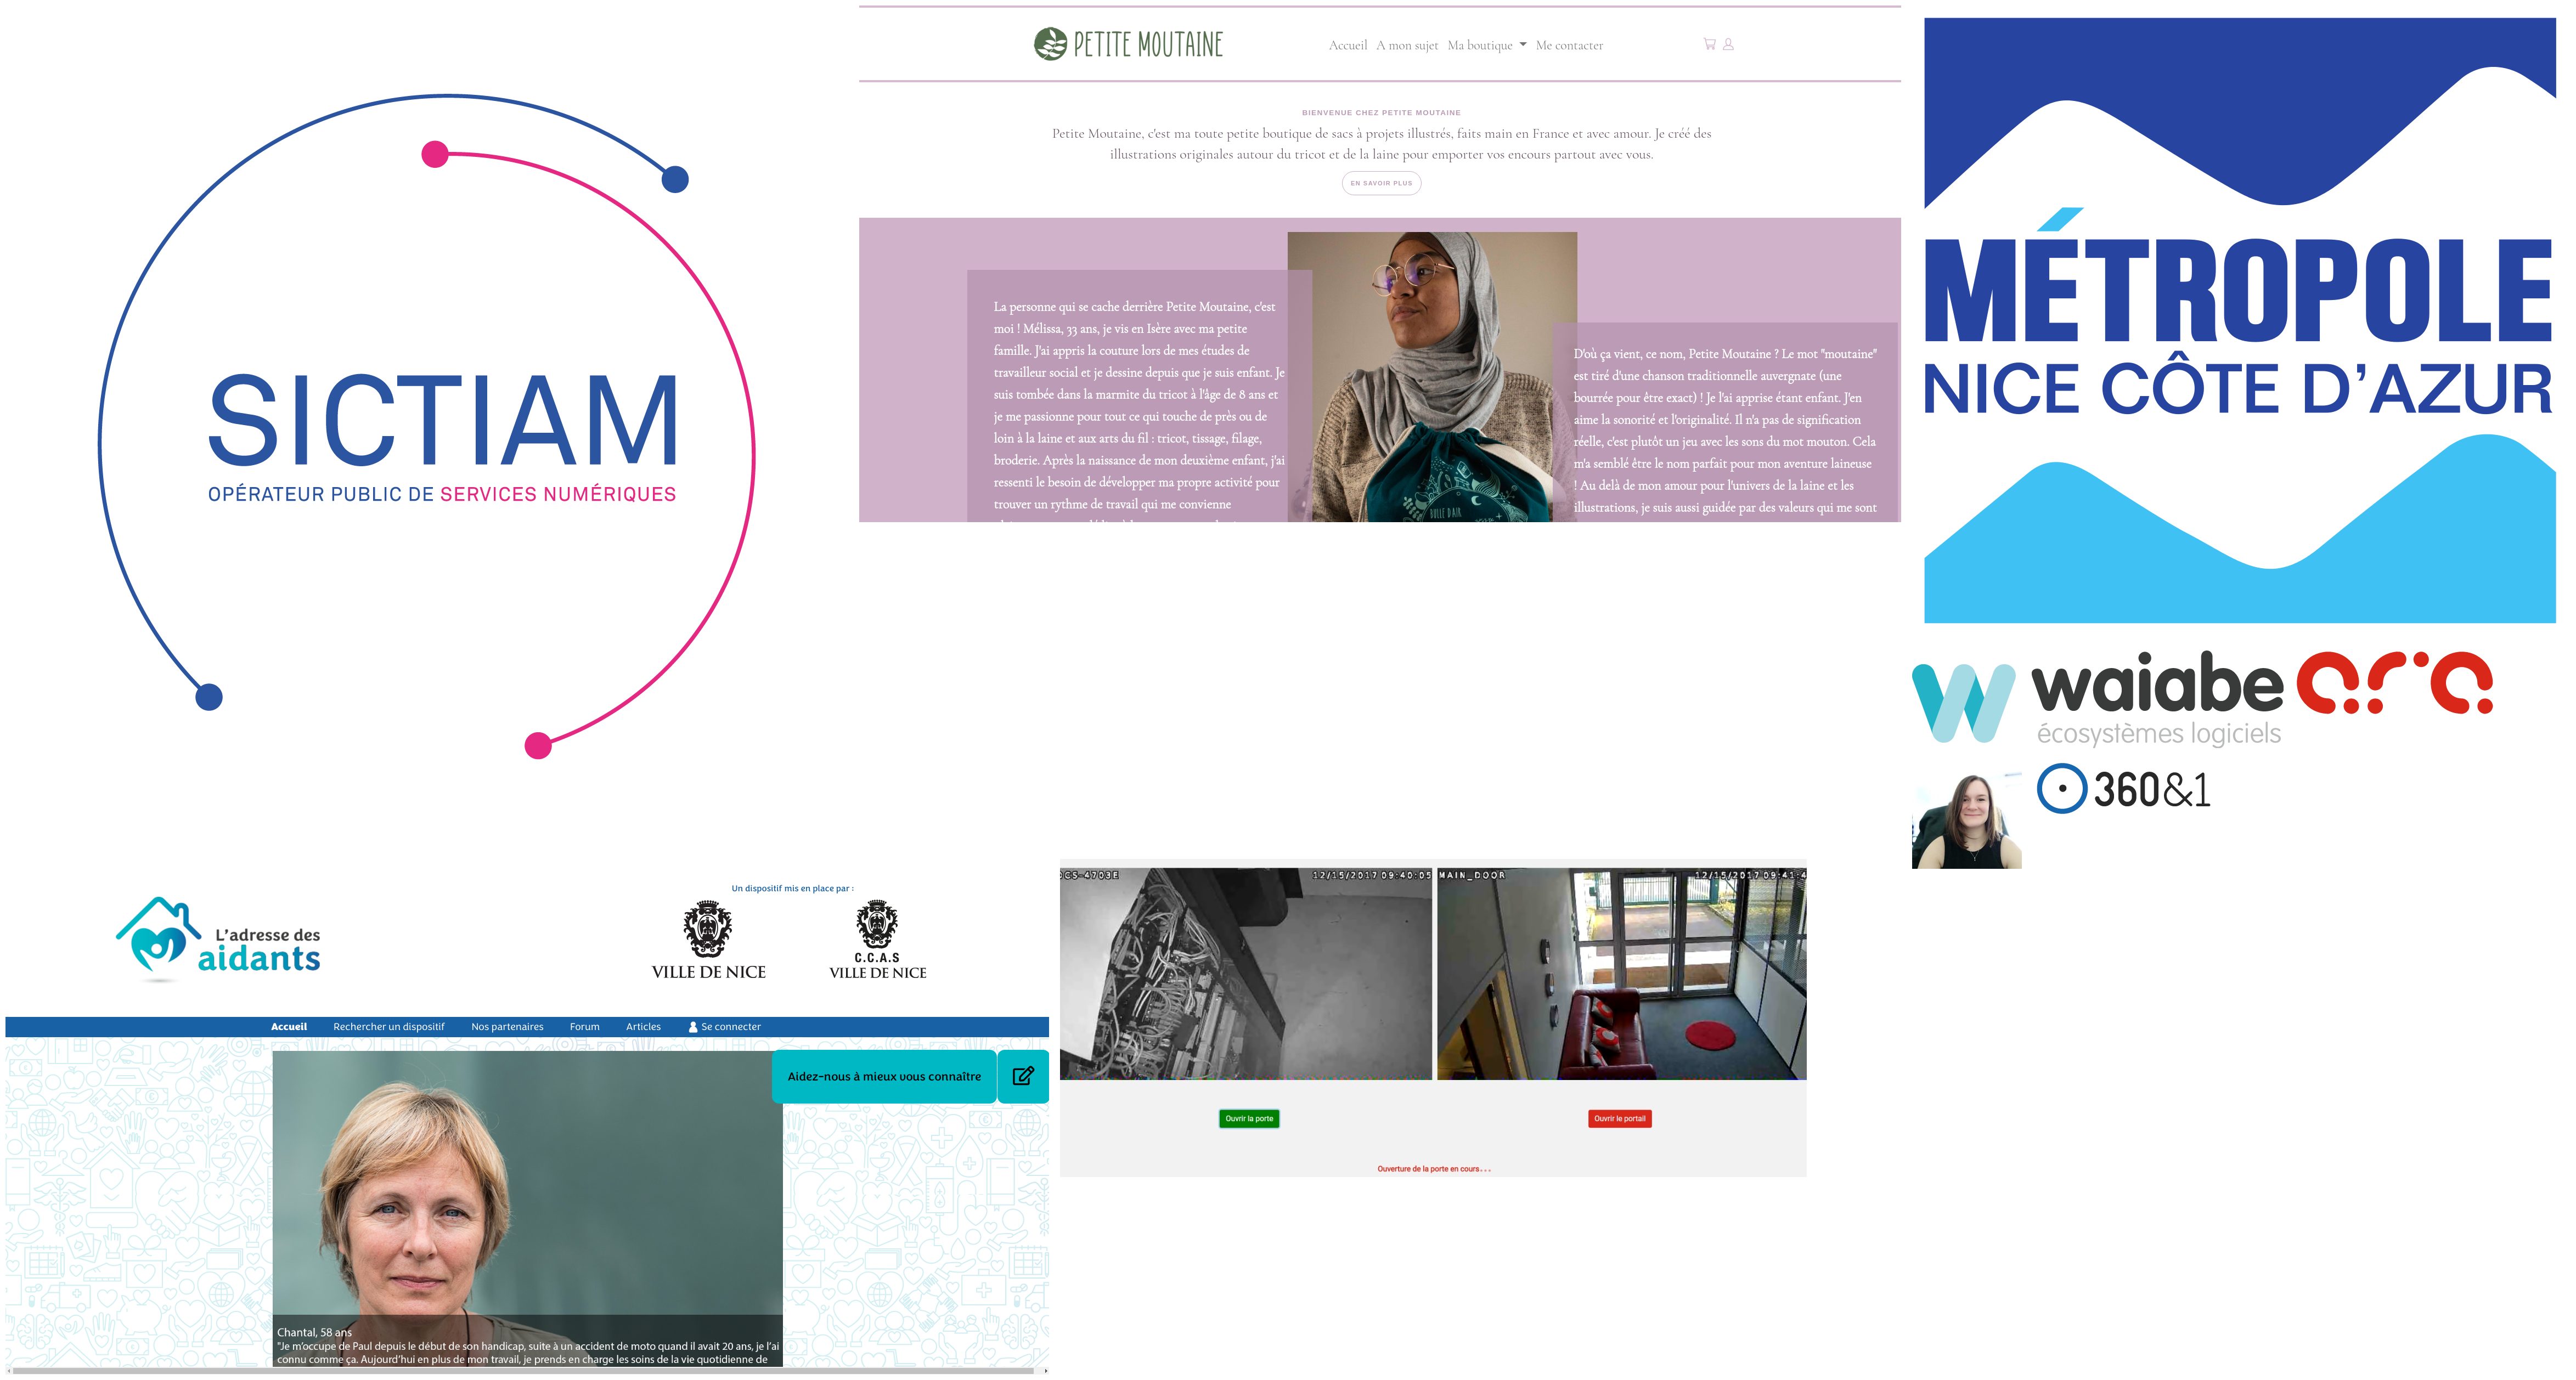 SICTIAM
OPÉRATEUR PUBLIC DE SERVICES NUMÉRIQUES
PETITE MOUTAINE
Accueil A mon sujet Ma boutique Me contacter
BIENVENUE CHEZ PETITE MOUTAINE
Petite Moutaine, c'est ma toute petite boutique de sacs à projets illustrés, faits main en France et avec amour. Je créé des
illustrations originales autour du tricot et de la laine pour emporter vos encours partout avec vous.
EN SAVOIR PLUS
La personne qui se cache derrière Petite Moutaine, c'est
moi ! Mélissa, 33 ans, je vis en Isère avec ma petite
famille. J'ai appris la couture lors de mes études de
travailleur social et je dessine depuis que je suis enfant. Je
suis tombée dans la marmite du tricot à l'âge de 8 ans et
je me passionne pour tout ce qui touche de près ou de
loin à la laine et aux arts du fil : tricot, tissage, filage,
broderie. Après la naissance de mon deuxième enfant, j'ai
ressenti le besoin de développer ma propre activité pour
trouver un rythme de travail qui me convienne
BULLE D'AIR
D'où ça vient, ce nom, Petite Moutaine ? Le mot "moutaine"
est tiré d'une chanson traditionnelle auvergnate (une
bourrée pour être exact) ! Je l'ai apprise étant enfant. J'en
aime la sonorité et l'originalité. Il n'a pas de signification
réelle, c'est plutôt un jeu avec les sons du mot mouton. Cela
m'a semblé être le nom parfait pour mon aventure laineuse
! Au delà de mon amour pour l'univers de la laine et les
illustrations, je suis aussi guidée par des valeurs qui me sont
MÉTROPOLE
NICE CÔTE D'AZUR
waiabe
écosystèmes logiciels
ara
360&1
L'adresse des
aidants
Un dispositif mis en place par :
VILLE DE NICE
C.C.A.S
VILLE DE NICE
Accueil Rechercher un dispositif Nos partenaires Forum Articles Se connecter
Aidez-nous à mieux vous connaître
Chantal, 58 ans
"Je m'occupe de Paul depuis le début de son handicap, suite à un accident de moto quand il avait 20 ans, je l'ai
connu comme ça. Aujourd'hui en plus de mon travail, je prends en charge les soins de la vie quotidienne de
DCS-4703E 12/15/2017 09:40:05
MAIN_DOOR 12/15/2017 09:41:4
Ouvrir la porte
Ouvrir le portail
Ouverture de la porte en cours...